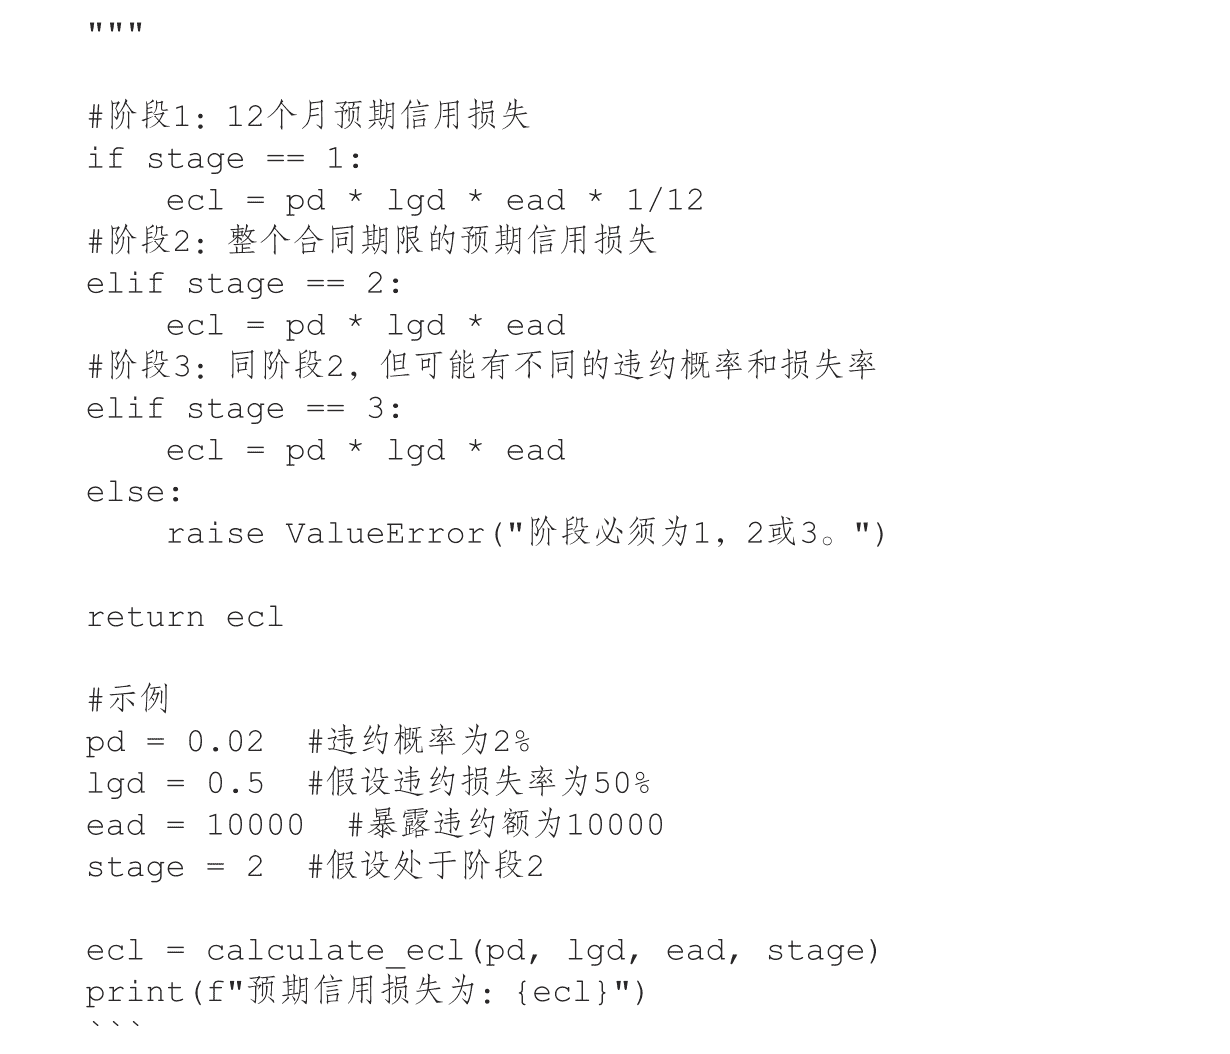 """
#阶段1：12个月预期信用损失
if stage == 1:
    ecl = pd * lgd * ead * 1/12
#阶段2：整个合同期限的预期信用损失
elif stage == 2:
    ecl = pd * lgd * ead
#阶段3：同阶段2，但可能有不同的违约概率和损失率
elif stage == 3:
    ecl = pd * lgd * ead
else:
    raise ValueError("阶段必须为1，2或3。")
return ecl
#示例
pd = 0.02  #违约概率为2%
lgd = 0.5  #假设违约损失率为50%
ead = 10000  #暴露违约额为10000
stage = 2  #假设处于阶段2
ecl = calculate_ecl(pd, lgd, ead, stage)
print(f"预期信用损失为：{ecl}")
```